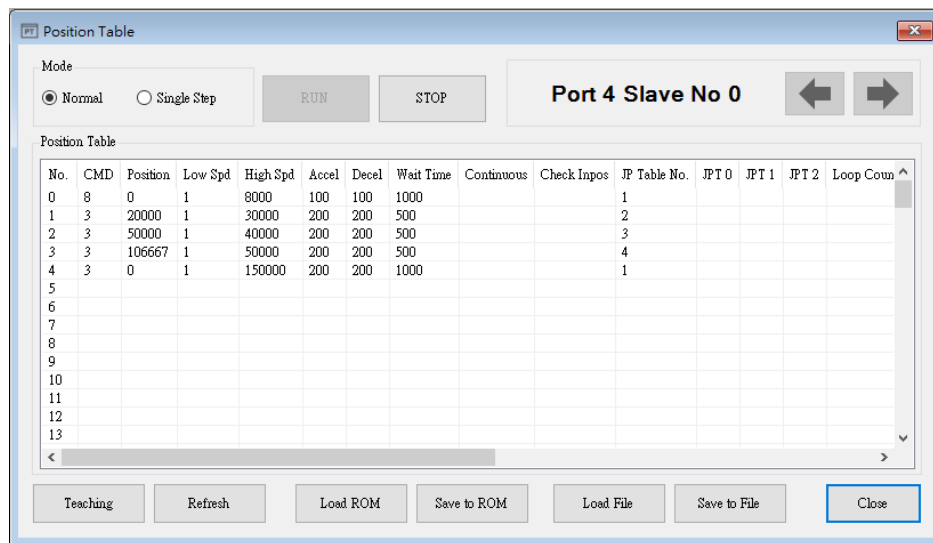 PT Position Table
Mode
Normal Single Step RUN STOP Port 4 Slave No 0
Position Table
No. CMD Position Low Spd High Spd Accel Decel Wait Time Continuous Check Inpos JP Table No. JPT 0 JPT 1 JPT 2 Loop Coun
0 8 0 1 8000 100 100 1000 1
1 3 20000 1 30000 200 200 500 2
2 3 50000 1 40000 200 200 500 3
3 3 106667 1 50000 200 200 500 4
4 3 0 1 150000 200 200 1000 1
5
6
7
8
9
10
11
12
13
Teaching Refresh Load ROM Save to ROM Load File Save to File Close